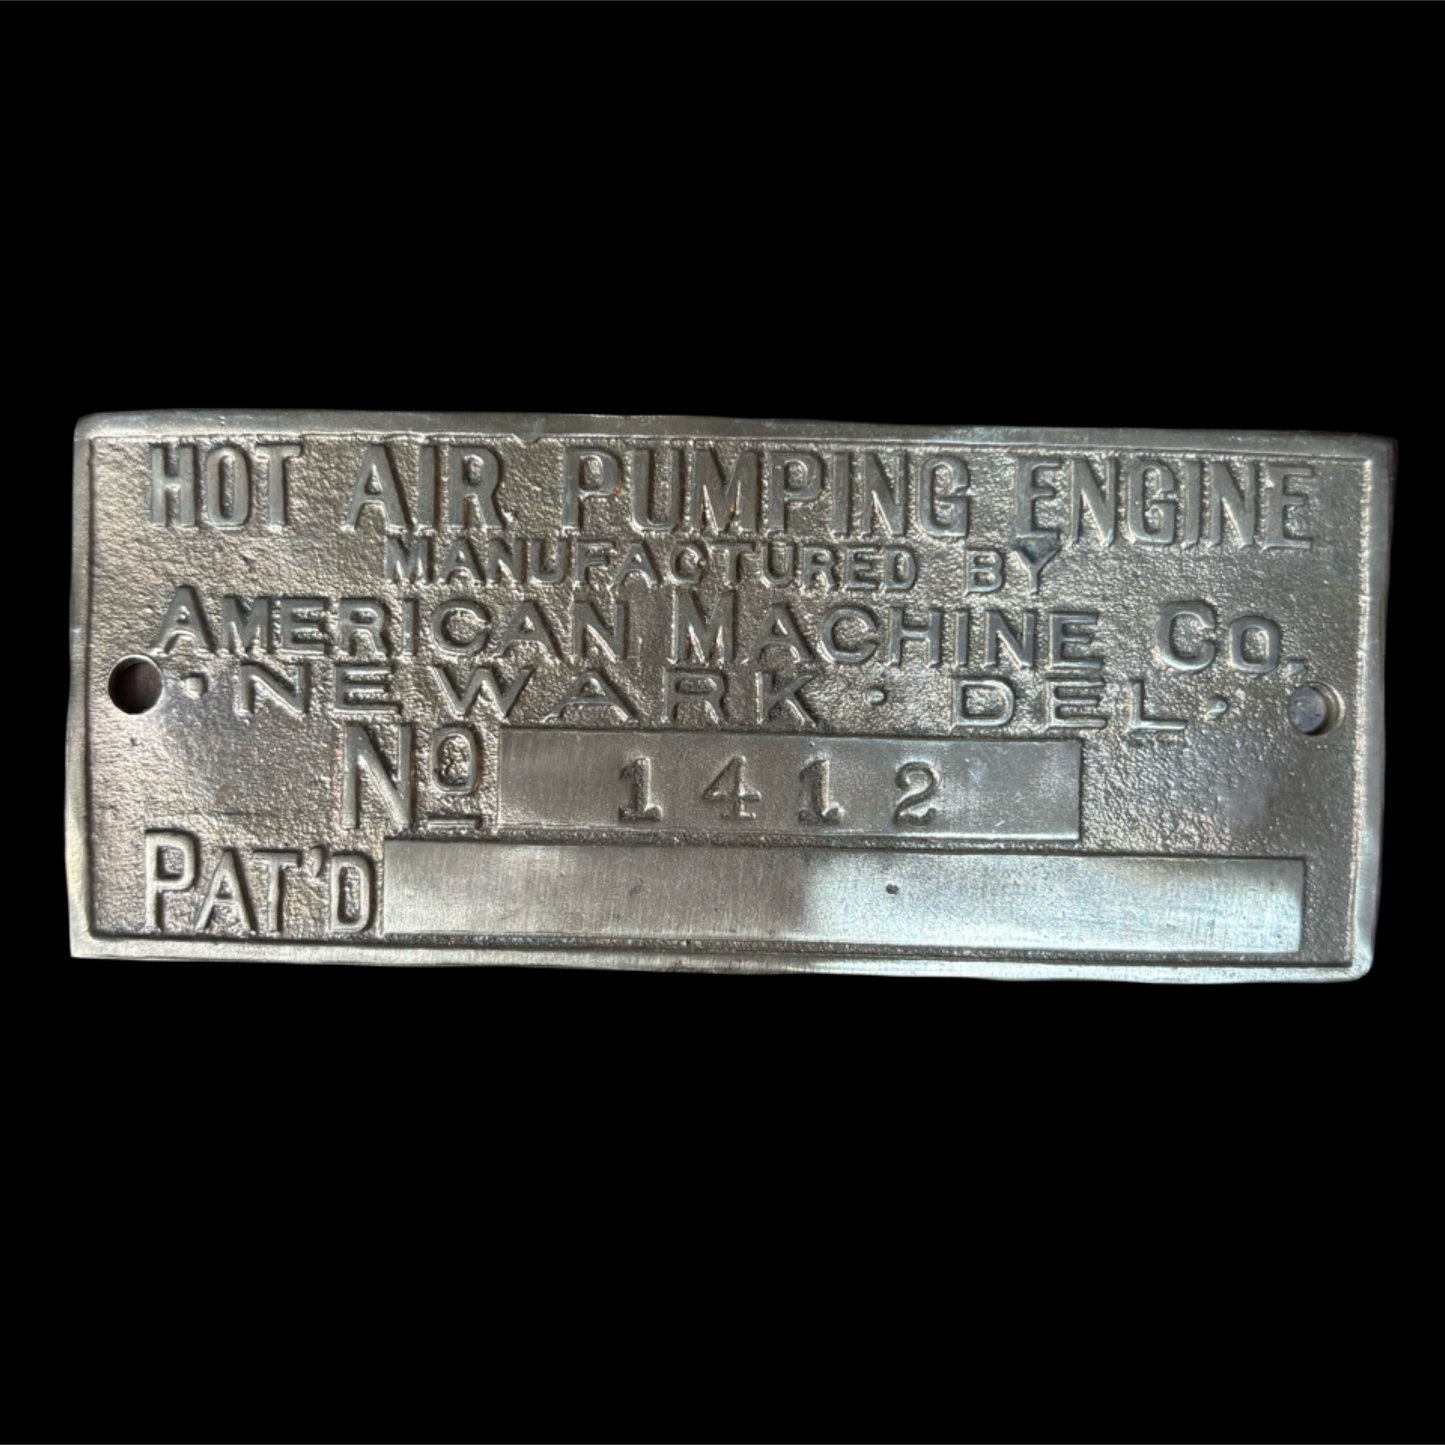 HOT AIR PUMPING ENGINE
MANUFACTURED BY
AMERICAN MACHINE CO.
· NEWARK · DEL ·
Nº 1412
PAT'D